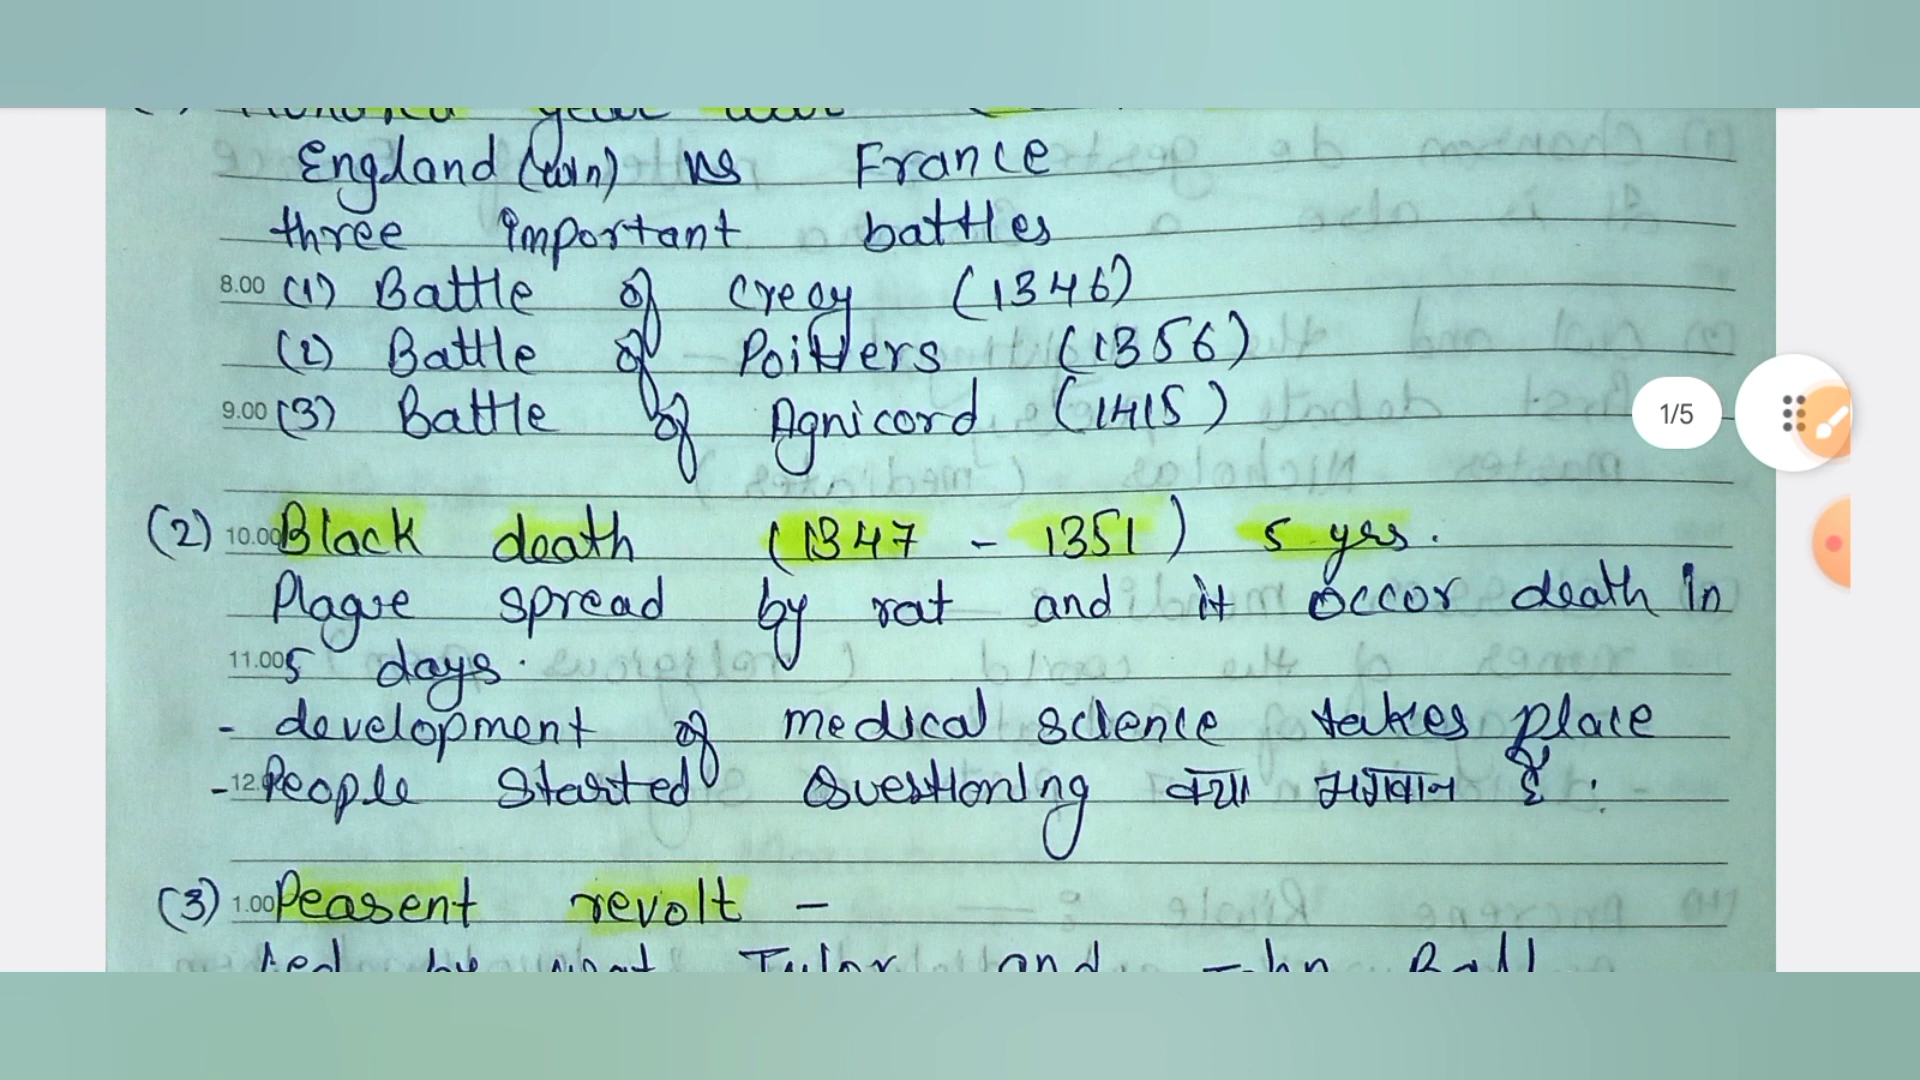 England (win) vs France
three important battles
8.00 (1) Battle of Crecy (1346)
(2) Battle of Poitiers (1356)
9.00 (3) Battle of Agnicord (1415)
1/5
(2) 10.00 Black death (1347 - 1351) 5 yrs.
Plague spread by rat and it occor death in
11.00 5 days.
- development of medical science takes place
- 12. People started Questioning क्या भगवान है.
(3) 1.00 Peasent revolt -
and John Ball